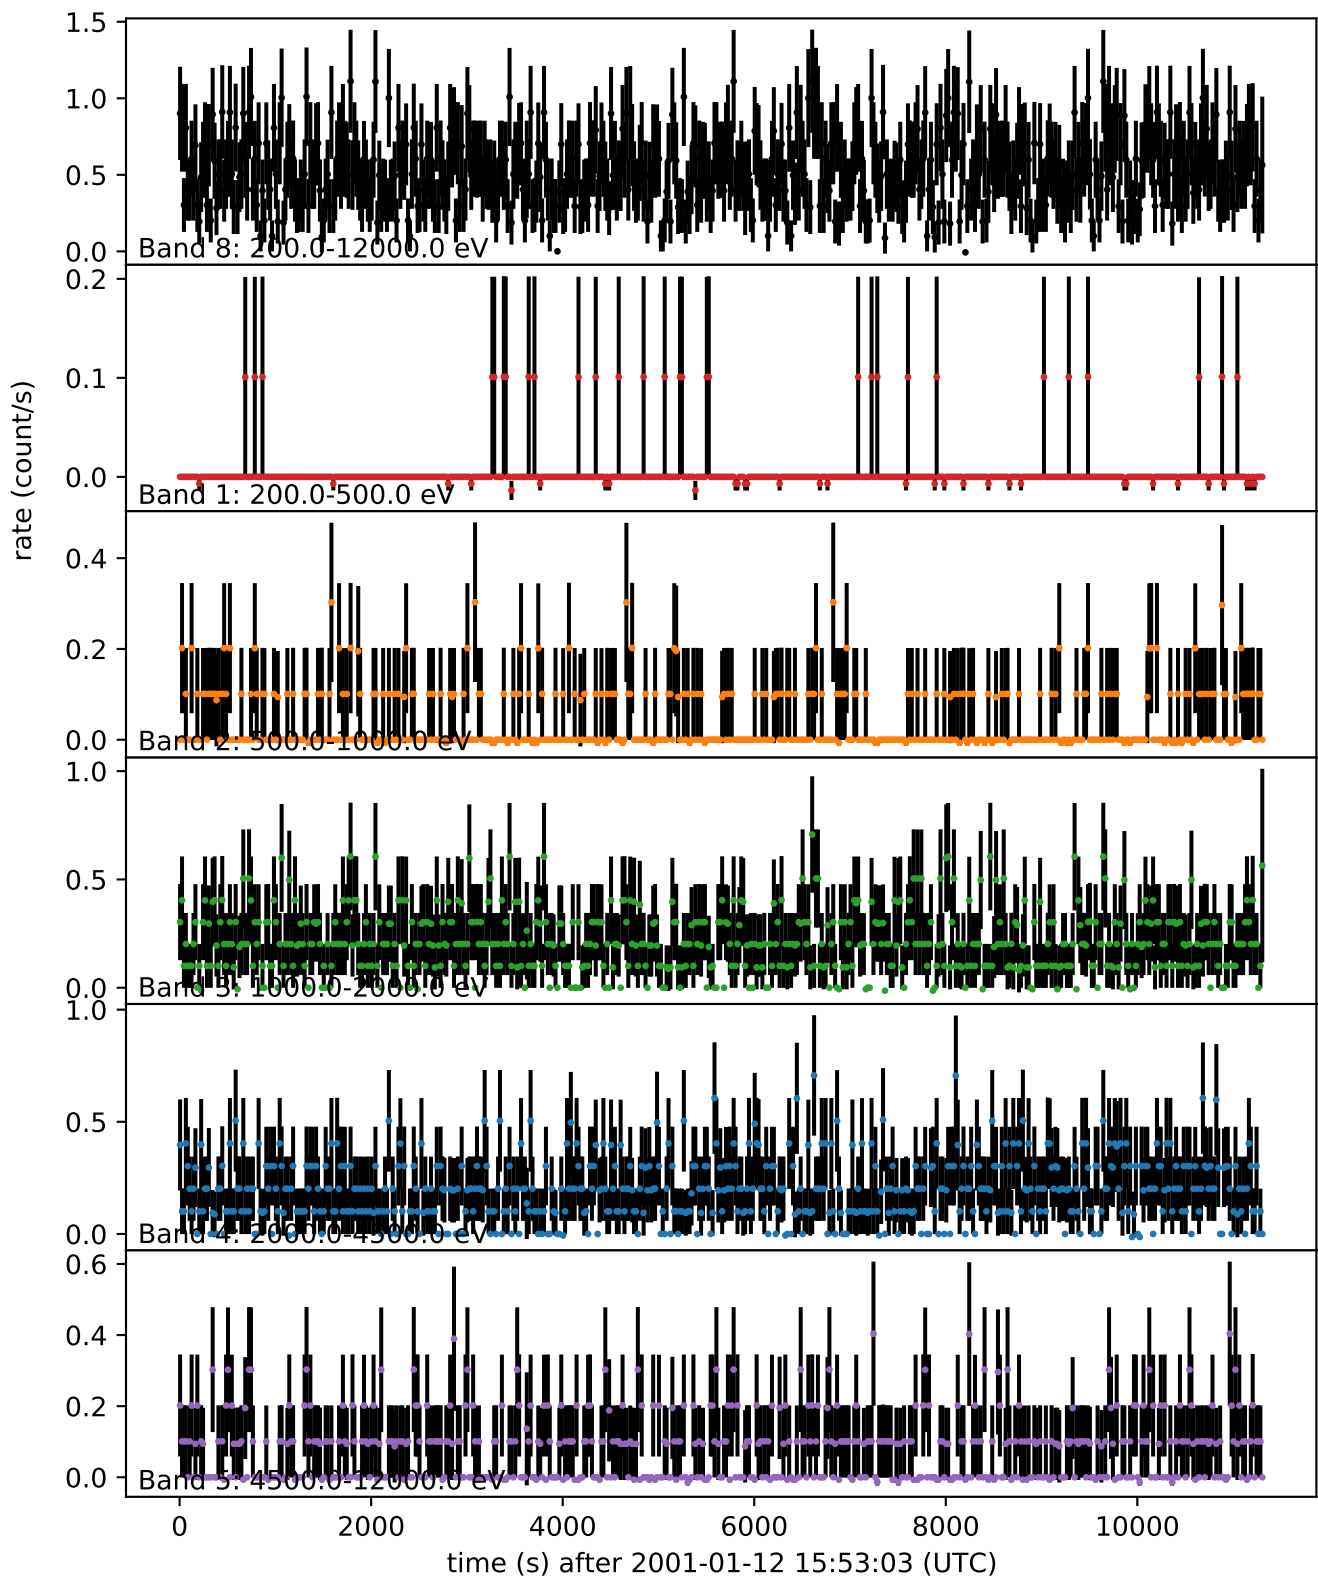 1.5
1.0
0.5
0.0
Band 8: 200.0-12000.0 eV
0.2
0.1
0.0
Band 1: 200.0-500.0 eV
rate (count/s)
0.4
0.2
0.0
Band 2: 500.0-1000.0 eV
1.0
0.5
0.0
Band 3: 1000.0-2000.0 eV
1.0
0.5
0.0
Band 4: 2000.0-4500.0 eV
0.6
0.4
0.2
0.0
Band 5: 4500.0-12000.0 eV
0 2000 4000 6000 8000 10000
time (s) after 2001-01-12 15:53:03 (UTC)